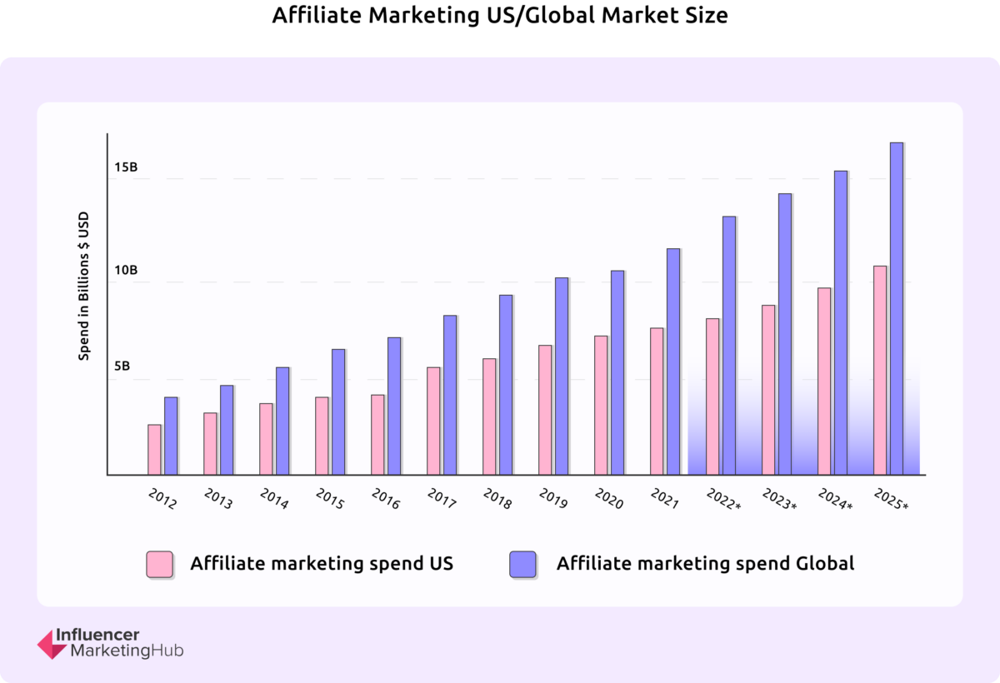 Affiliate Marketing US/Global Market Size
Spend in Billions $ USD
15B
10B
5B
2012
2013
2014
2015
2016
2017
2018
2019
2020
2021
2022*
2023*
2024*
2025*
Affiliate marketing spend US
Affiliate marketing spend Global
Influencer
MarketingHub